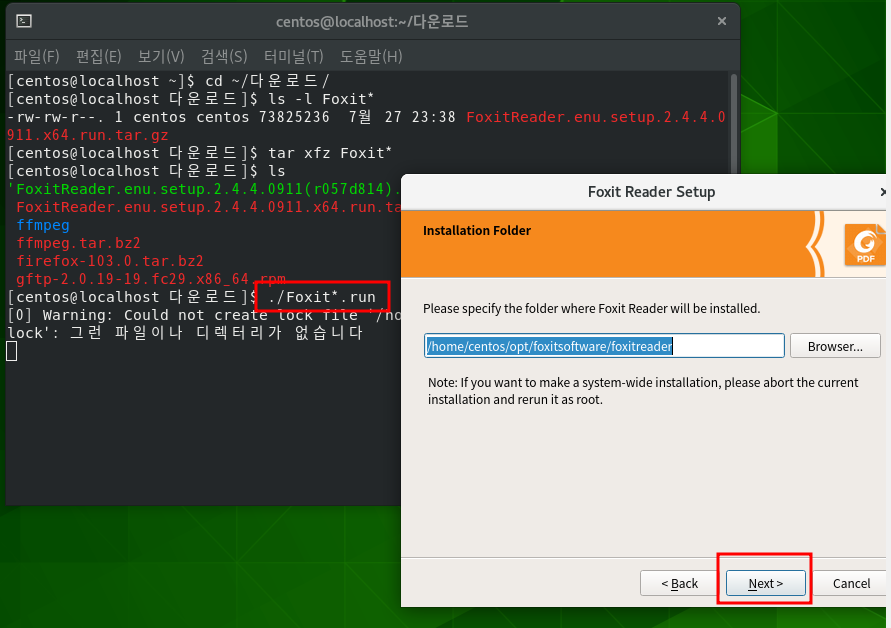 centos@localhost:~/다운로드
파일(F) 편집(E) 보기(V) 검색(S) 터미널(T) 도움말(H)
[centos@localhost ~]$ cd ~/다운로드/
[centos@localhost 다운로드]$ ls -l Foxit*
-rw-rw-r--. 1 centos centos 73825236 7월 27 23:38 FoxitReader.enu.setup.2.4.4.0
911.x64.run.tar.gz
[centos@localhost 다운로드]$ tar xfz Foxit*
[centos@localhost 다운로드]$ ls
'FoxitReader.enu.setup.2.4.4.0911(r057d814).
FoxitReader.enu.setup.2.4.4.0911.x64.run.ta
ffmpeg
ffmpeg.tar.bz2
firefox-103.0.tar.bz2
gftp-2.0.19-19.fc29.x86_64.rpm
[centos@localhost 다운로드]$ ./Foxit*.run
[0] Warning: Could not create lock file '/ho
lock': 그런 파일이나 디렉터리가 없습니다
Foxit Reader Setup
Installation Folder
PDF
Please specify the folder where Foxit Reader will be installed.
/home/centos/opt/foxitsoftware/foxitreader
Browser...
Note: If you want to make a system-wide installation, please abort the current
installation and rerun it as root.
< Back
Next >
Cancel